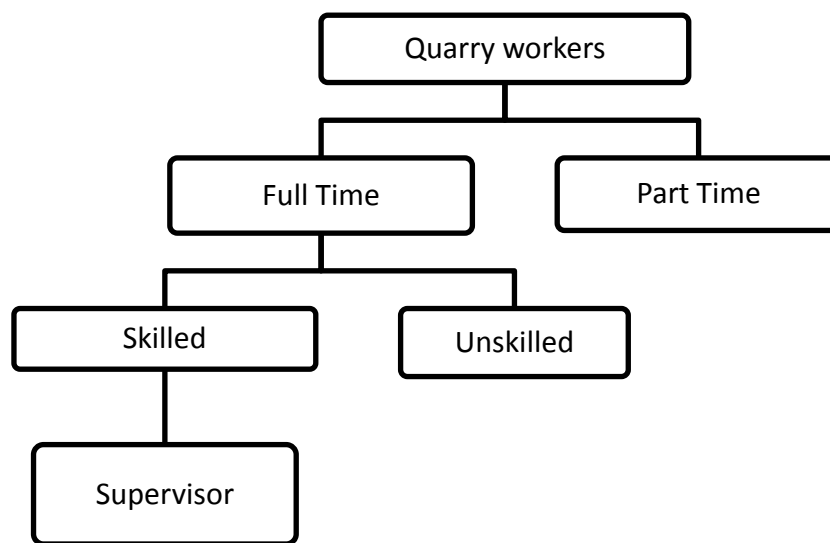 Quarry workers
Full Time
Part Time
Skilled
Unskilled
Supervisor